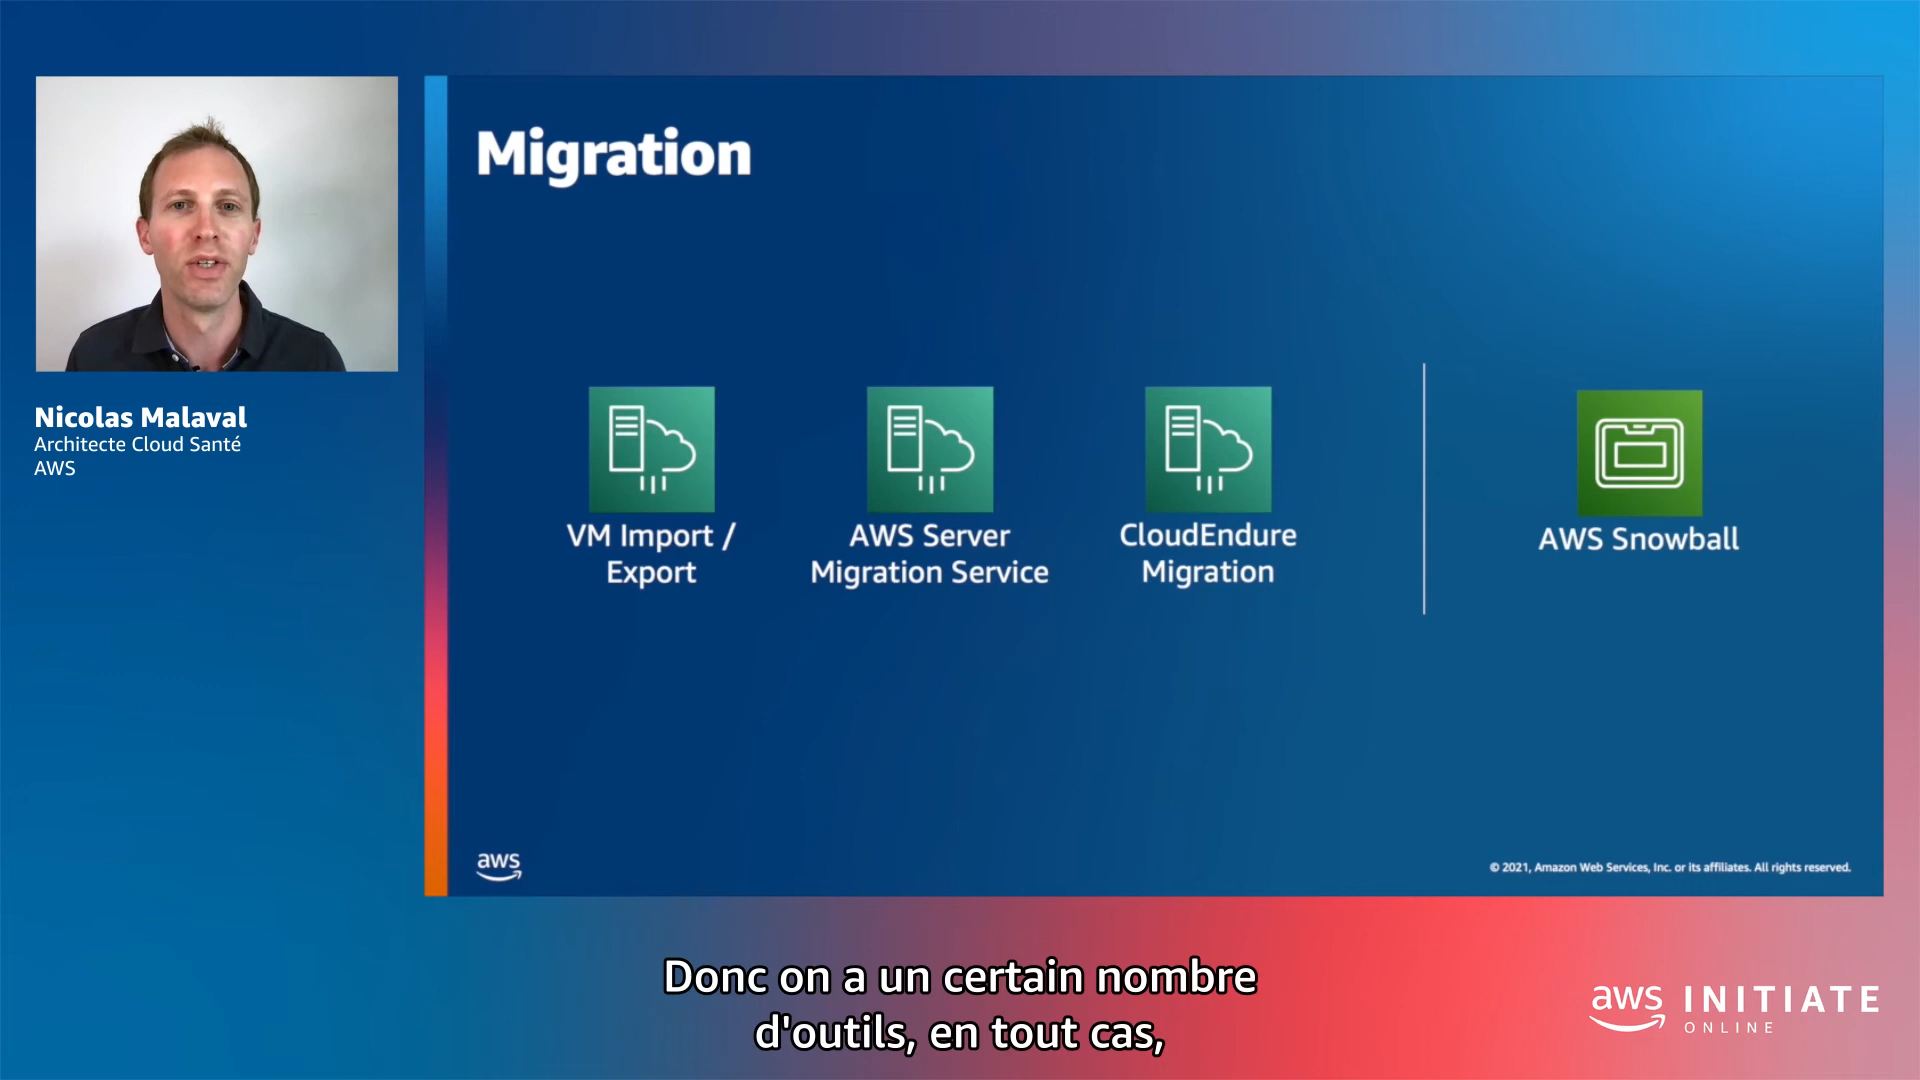 Migration
Nicolas Malaval
Architecte Cloud Santé
AWS
VM Import /
Export
AWS Server
Migration Service
CloudEndure
Migration
AWS Snowball
aws
© 2021, Amazon Web Services, Inc. or its affiliates. All rights reserved.
Donc on a un certain nombre
d'outils, en tout cas,
aws INITIATE
ONLINE